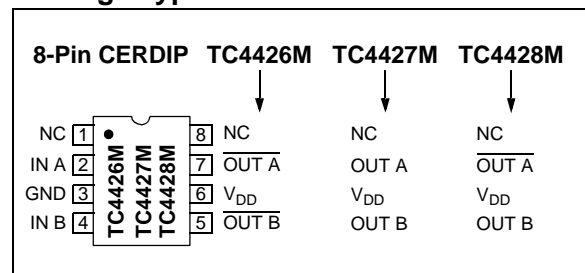 8-Pin CERDIP TC4426M TC4427M TC4428M
NC 1 8 NC NC NC
IN A 2 7 OUT A OUT A OUT A
GND 3 6 VDD VDD VDD
IN B 4 5 OUT B OUT B OUT B
TC4426M
TC4427M
TC4428M